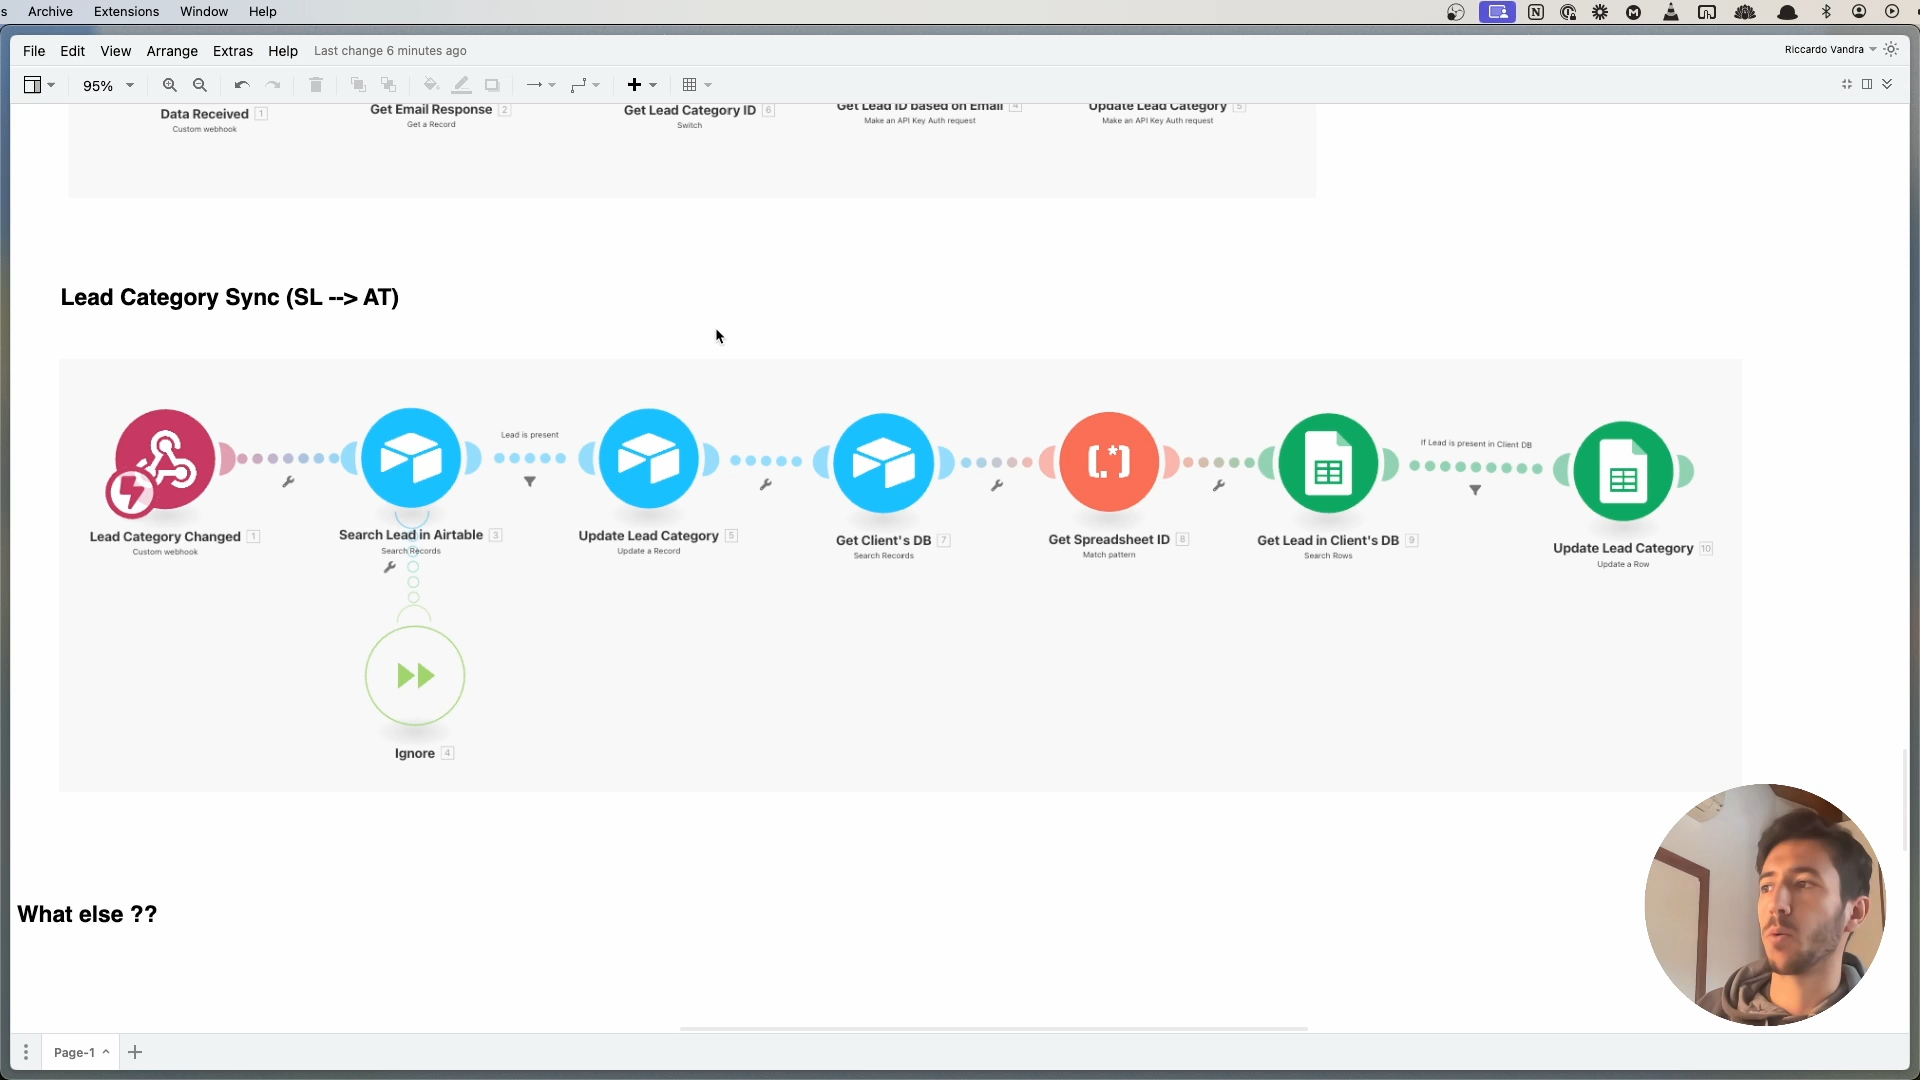 s Archive Extensions Window Help
File Edit View Arrange Extras Help Last change 6 minutes ago Riccardo Vandra
95%
Data Received 1
Custom webhook
Get Email Response 2
Get a Record
Get Lead Category ID 6
Switch
Get Lead ID based on Email 4
Make an API Key Auth request
Update Lead Category 5
Make an API Key Auth request
Lead Category Sync (SL --> AT)
Lead is present
If Lead is present in Client DB
Lead Category Changed 1
Custom webhook
Search Lead in Airtable 3
Search Records
Update Lead Category 5
Update a Record
Get Client's DB 7
Search Records
Get Spreadsheet ID 8
Match pattern
Get Lead in Client's DB 9
Search Rows
Update Lead Category 10
Update a Row
Ignore 4
What else ??
Page-1